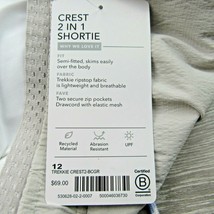 CREST
2 IN 1
SHORTIE
WHY WE LOVE IT
FIT
Semi-fitted, skims easily
over the body
FABRIC
Trekkie ripstop fabric
is lightweight and breathable
FAVE
Two secure zip pockets
Drawcord with elastic mesh
Recycled
Material
Abrasion
Resistant
UPF
12
TREKKIE CREST2-BCGR
$69.00
Certified
B
Corporation